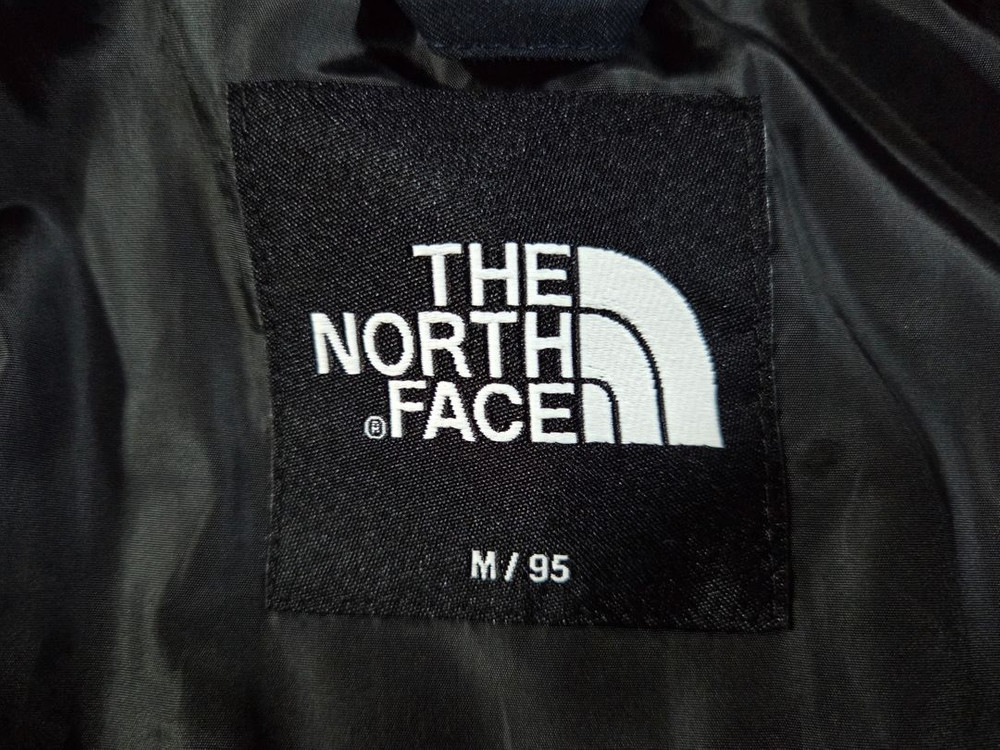 THE
NORTH
®FACE
M / 95